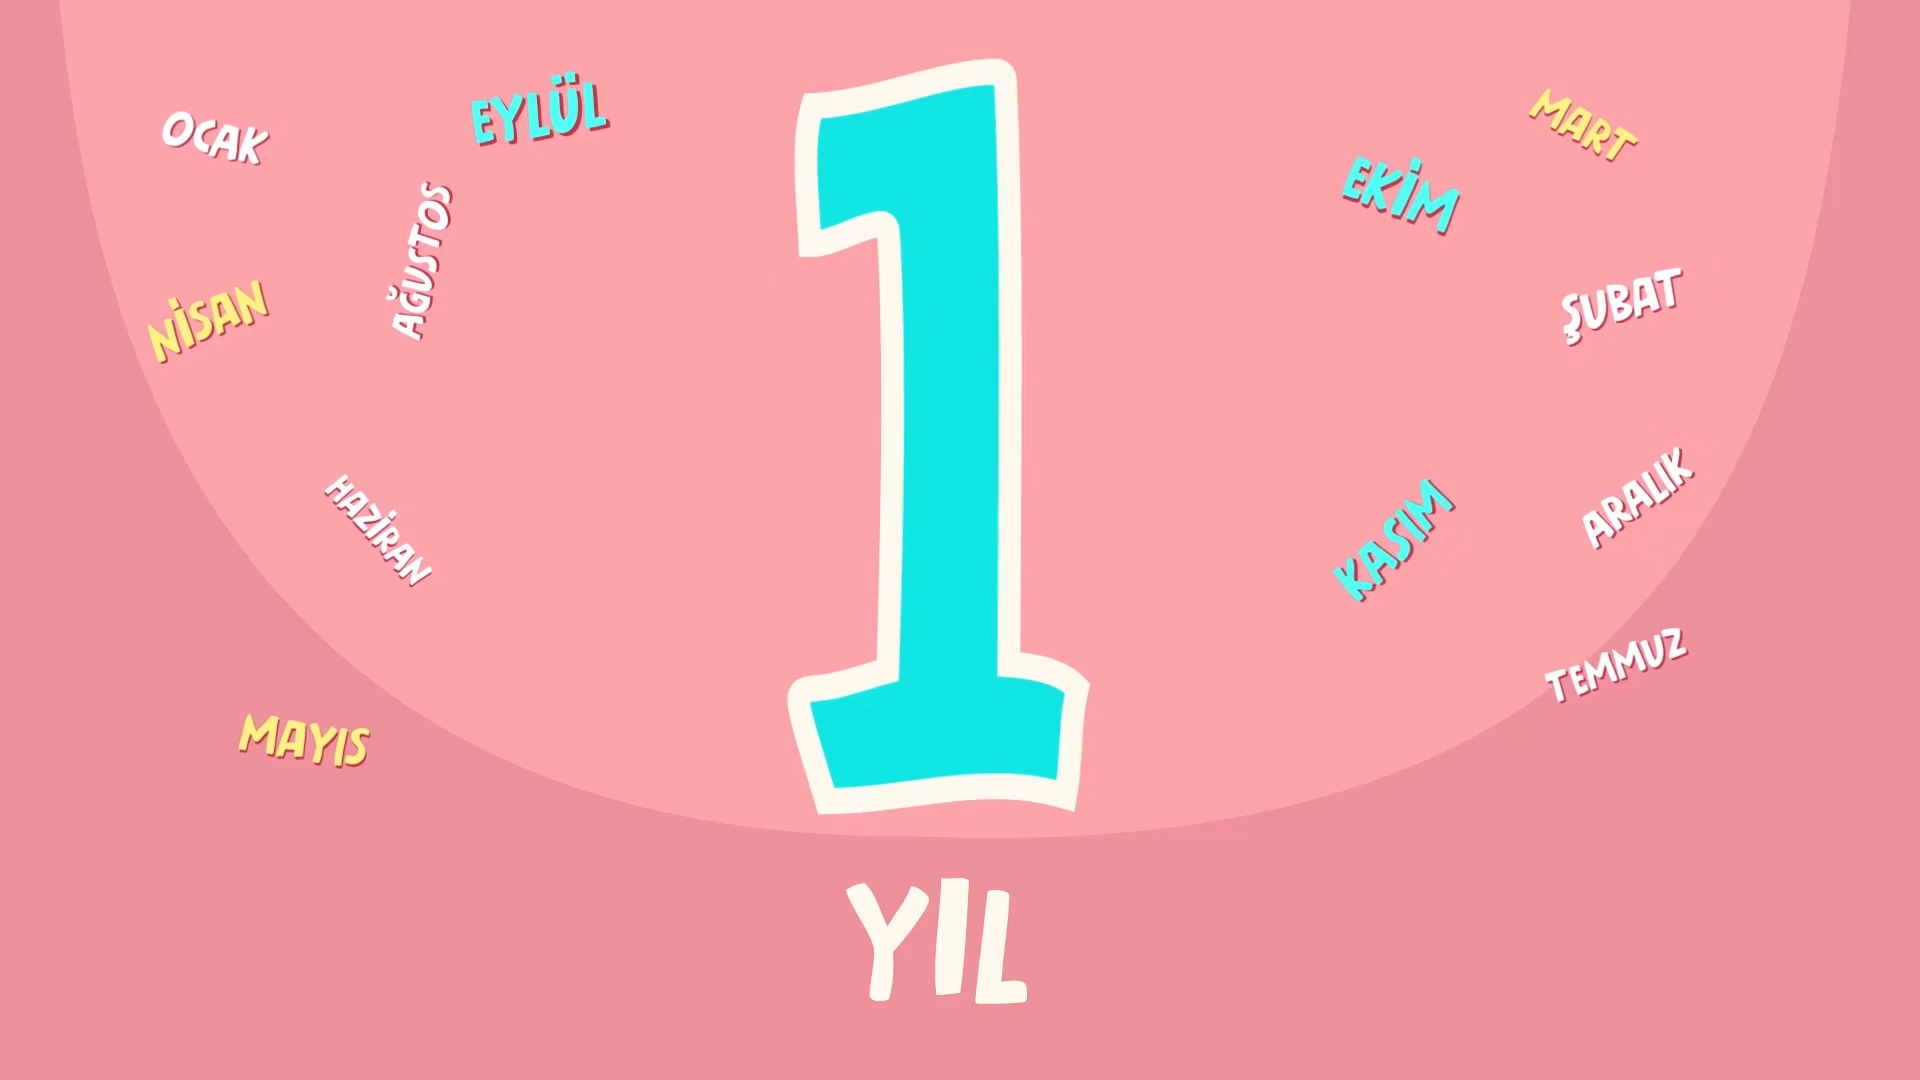 OCAK
EYLÜL
MART
EKİM
AĞUSTOS
NİSAN
ŞUBAT
1
HAZİRAN
KASIM
ARALIK
TEMMUZ
MAYIS
YIL